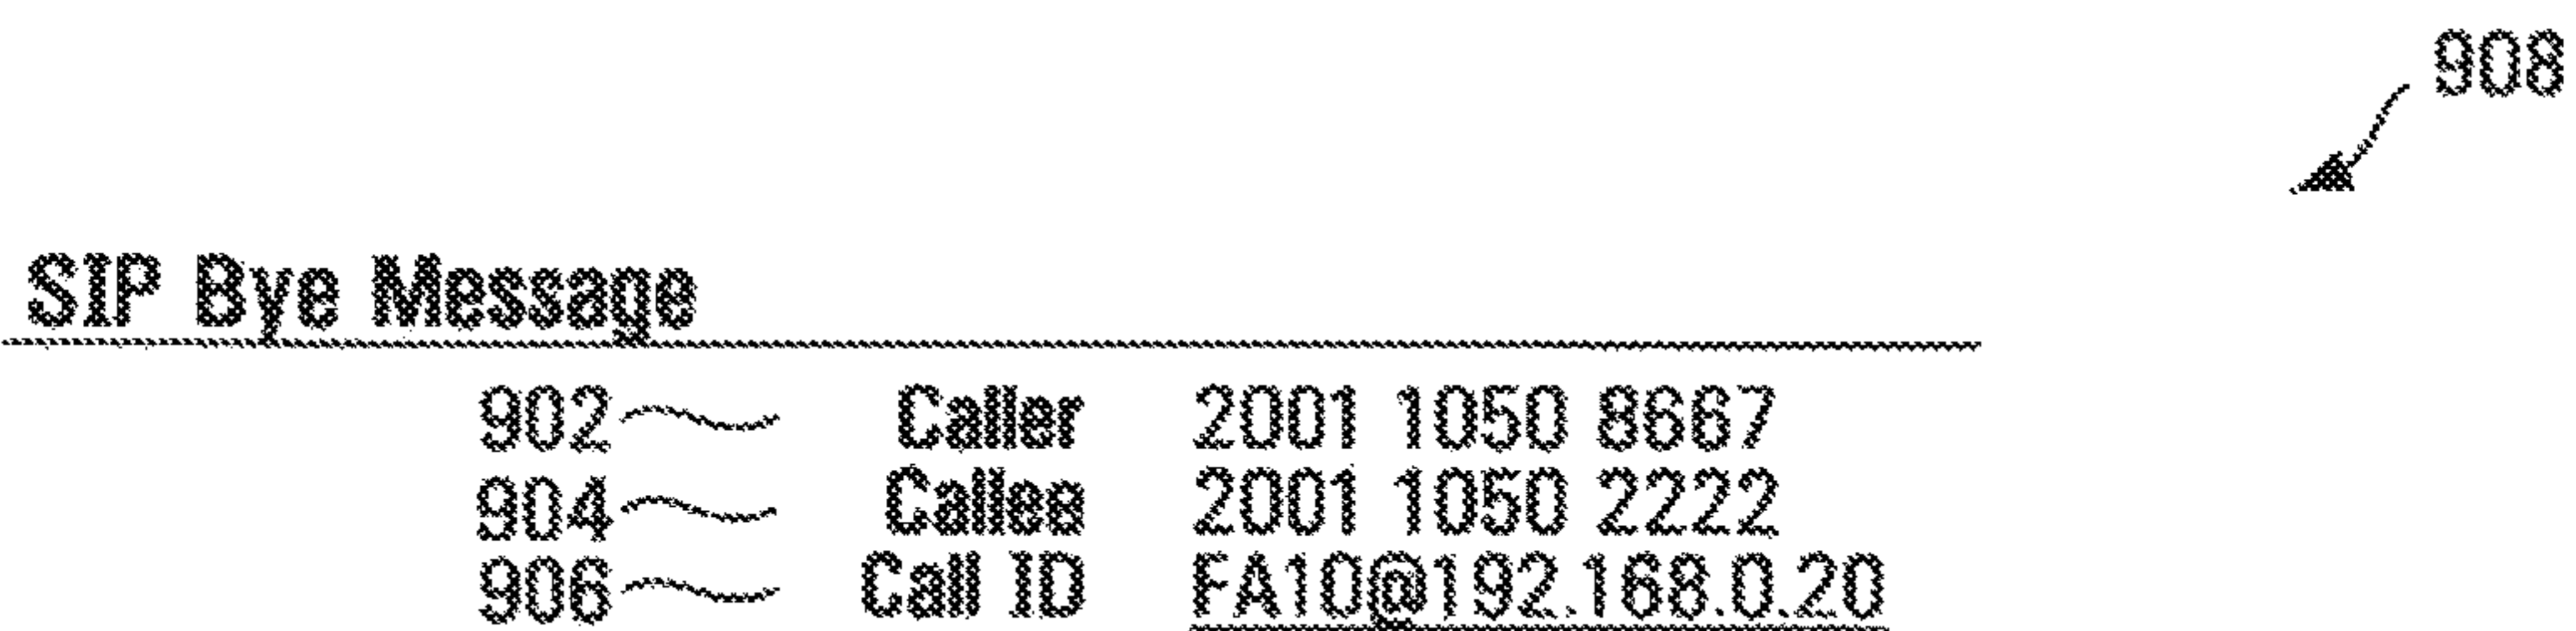 908
SIP Bye Message
902 Caller 2001 1050 8667
904 Callee 2001 1050 2222
906 Call ID FA10@192.168.0.20